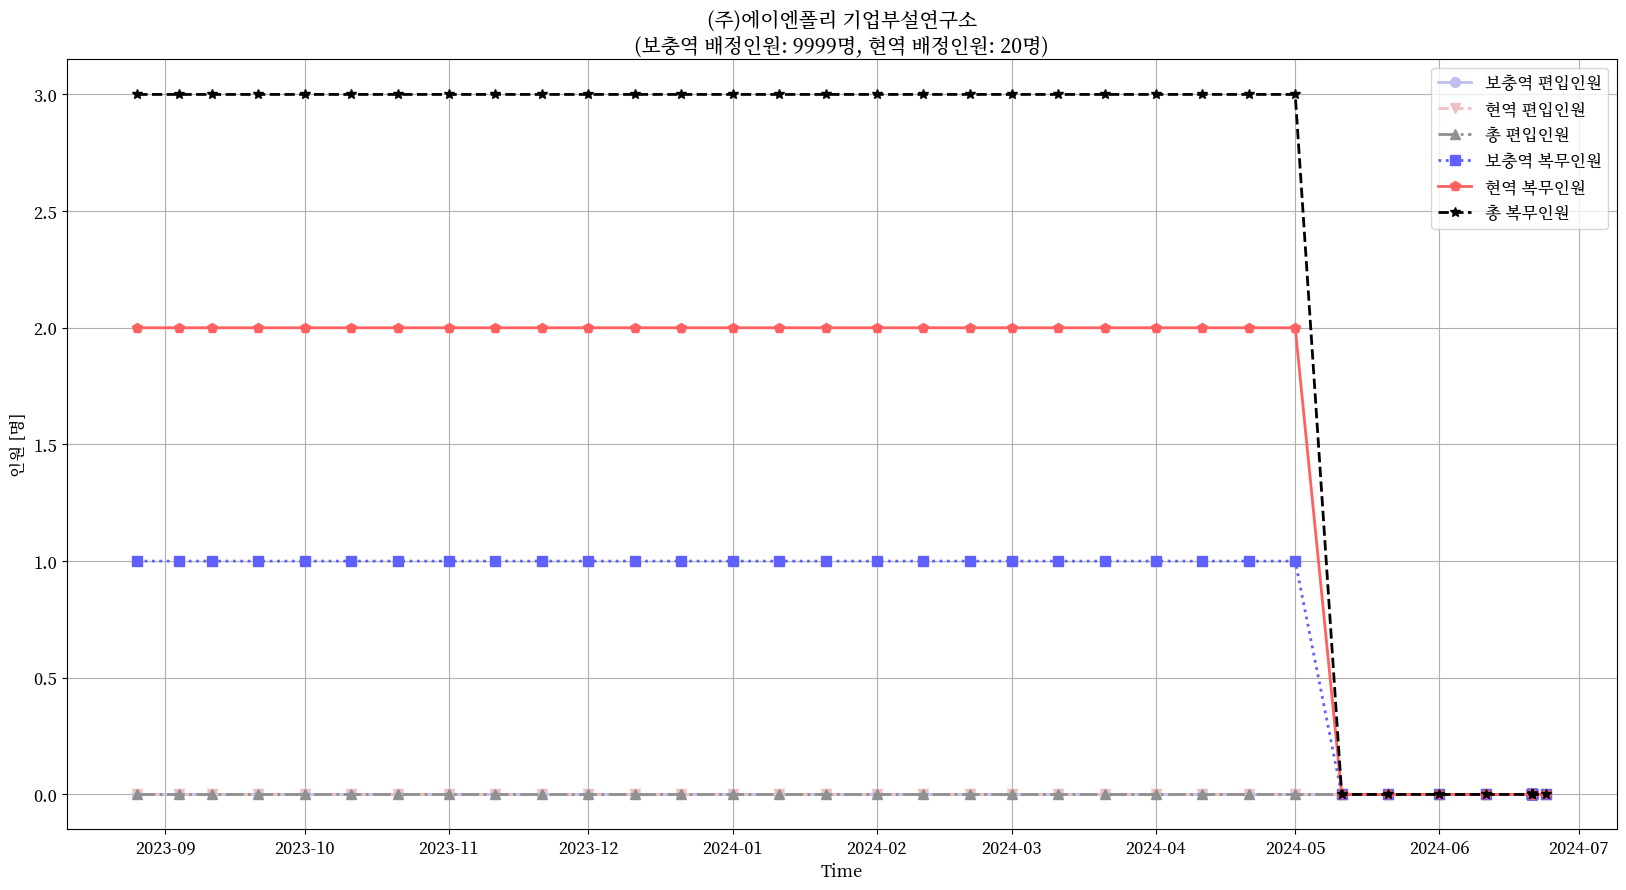 (주)에이엔폴리 기업부설연구소
(보충역 배정인원: 9999명, 현역 배정인원: 20명)
보충역 편입인원
현역 편입인원
총 편입인원
보충역 복무인원
현역 복무인원
총 복무인원
인원 [명]
3.0
2.5
2.0
1.5
1.0
0.5
0.0
2023-09
2023-10
2023-11
2023-12
2024-01
2024-02
2024-03
2024-04
2024-05
2024-06
2024-07
Time